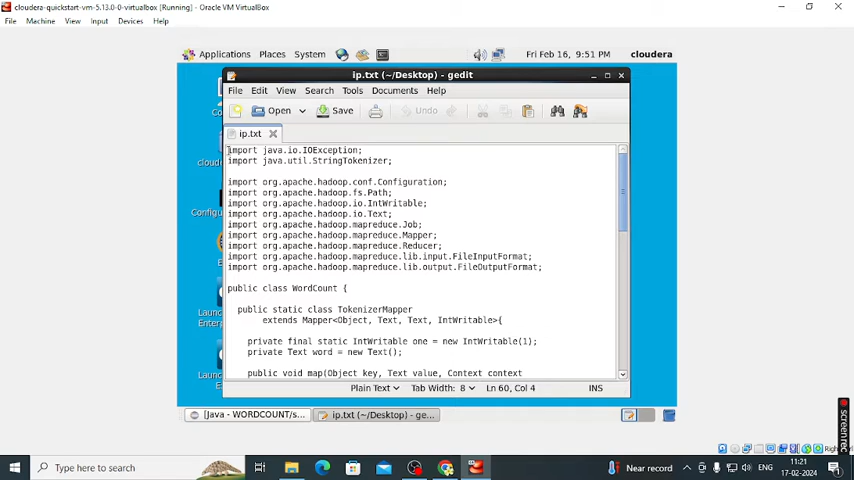 cloudera-quickstart-vm-5.13.0-0-virtualbox [Running] - Oracle VM VirtualBox
File Machine View Input Devices Help
Applications Places System Fri Feb 16, 9:51 PM cloudera
ip.txt (~/Desktop) - gedit
File Edit View Search Tools Documents Help
Open Save Undo
ip.txt
import java.io.IOException;
import java.util.StringTokenizer;
import org.apache.hadoop.conf.Configuration;
import org.apache.hadoop.fs.Path;
import org.apache.hadoop.io.IntWritable;
import org.apache.hadoop.io.Text;
import org.apache.hadoop.mapreduce.Job;
import org.apache.hadoop.mapreduce.Mapper;
import org.apache.hadoop.mapreduce.Reducer;
import org.apache.hadoop.mapreduce.lib.input.FileInputFormat;
import org.apache.hadoop.mapreduce.lib.output.FileOutputFormat;
public class WordCount {
public static class TokenizerMapper
extends Mapper<Object, Text, Text, IntWritable>{
private final static IntWritable one = new IntWritable(1);
private Text word = new Text();
public void map(Object key, Text value, Context context
Co
cloude
Configur
E
Laun
Enterp
Laun
E
Plain Text Tab Width: 8 Ln 60, Col 4 INS
[Java - WORDCOUNT/s... ip.txt (~/Desktop) - ge...
Right
screenrec
Type here to search
Near record
ENG
11:21
17-02-2024
1